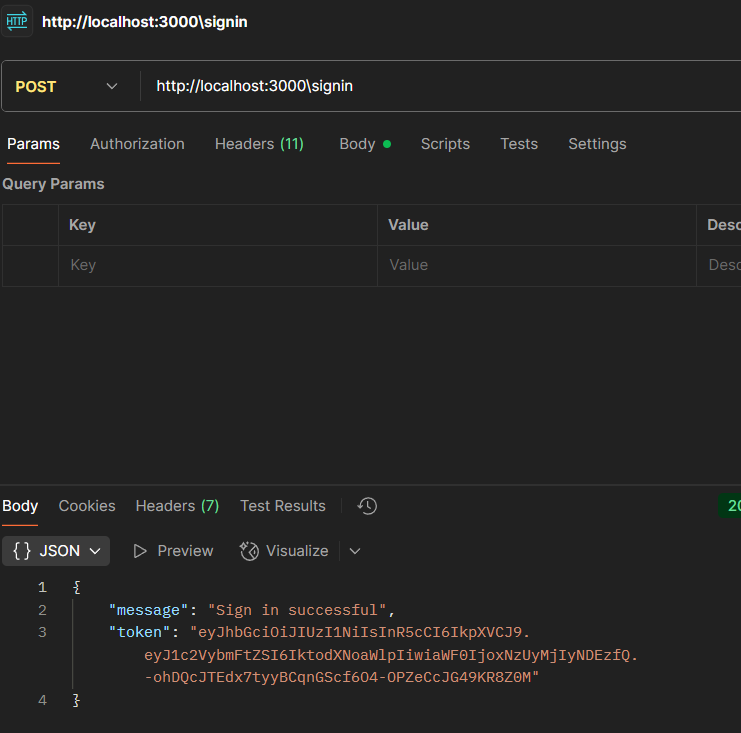 HTTP http://localhost:3000\signin
POST http://localhost:3000\signin
Params Authorization Headers (11) Body Scripts Tests Settings
Query Params
Key Value Desc
Key Value Desc
Body Cookies Headers (7) Test Results 20
{} JSON Preview Visualize
1 {
2 "message": "Sign in successful",
3 "token": "eyJhbGciOiJIUzI1NiIsInR5cCI6IkpXVCJ9.
eyJ1c2VybmFtZSI6IktodXNoaWlpIiwiaWF0IjoxNzUyMjIyNDEzfQ.
-ohDQcJTEdx7tyyBCqnGScf6O4-OPZeCcJG49KR8Z0M"
4 }